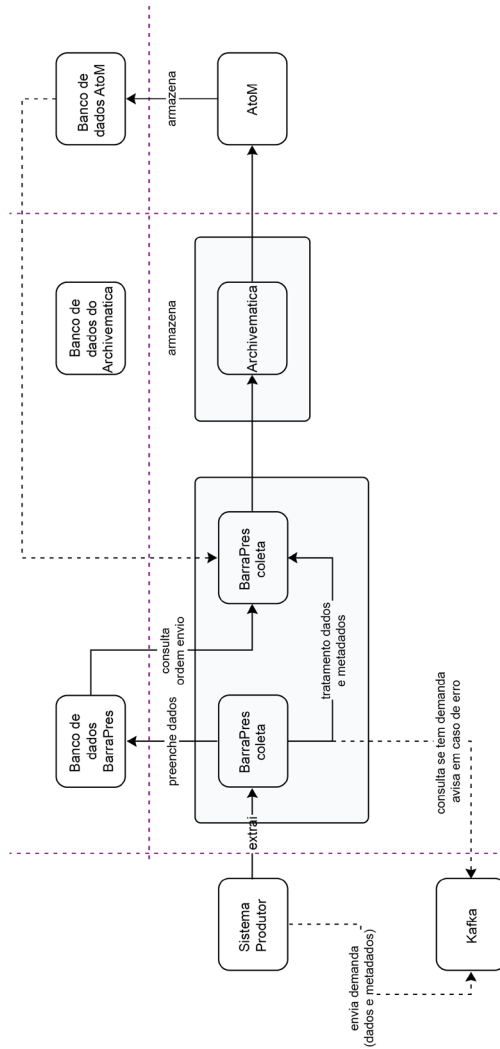 Banco de
dados
BarraPres
Banco de
dados do
Archivematica
Banco de
dados AtoM
preenche dados
consulta
ordem envio
armazena
armazena
Sistema
Produtor
extrai
BarraPres
coleta
BarraPres
coleta
Archivematica
AtoM
tratamento dados
e metadados
envia demanda
(dados e metadados)
consulta se tem demanda
avisa em caso de erro
Kafka